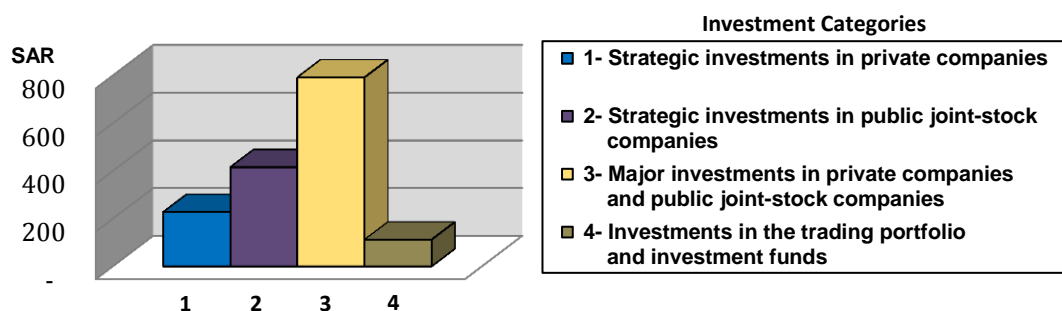 SAR
800
600
400
200
-
1 2 3 4
Investment Categories
1- Strategic investments in private companies
2- Strategic investments in public joint-stock
companies
3- Major investments in private companies
and public joint-stock companies
4- Investments in the trading portfolio
and investment funds